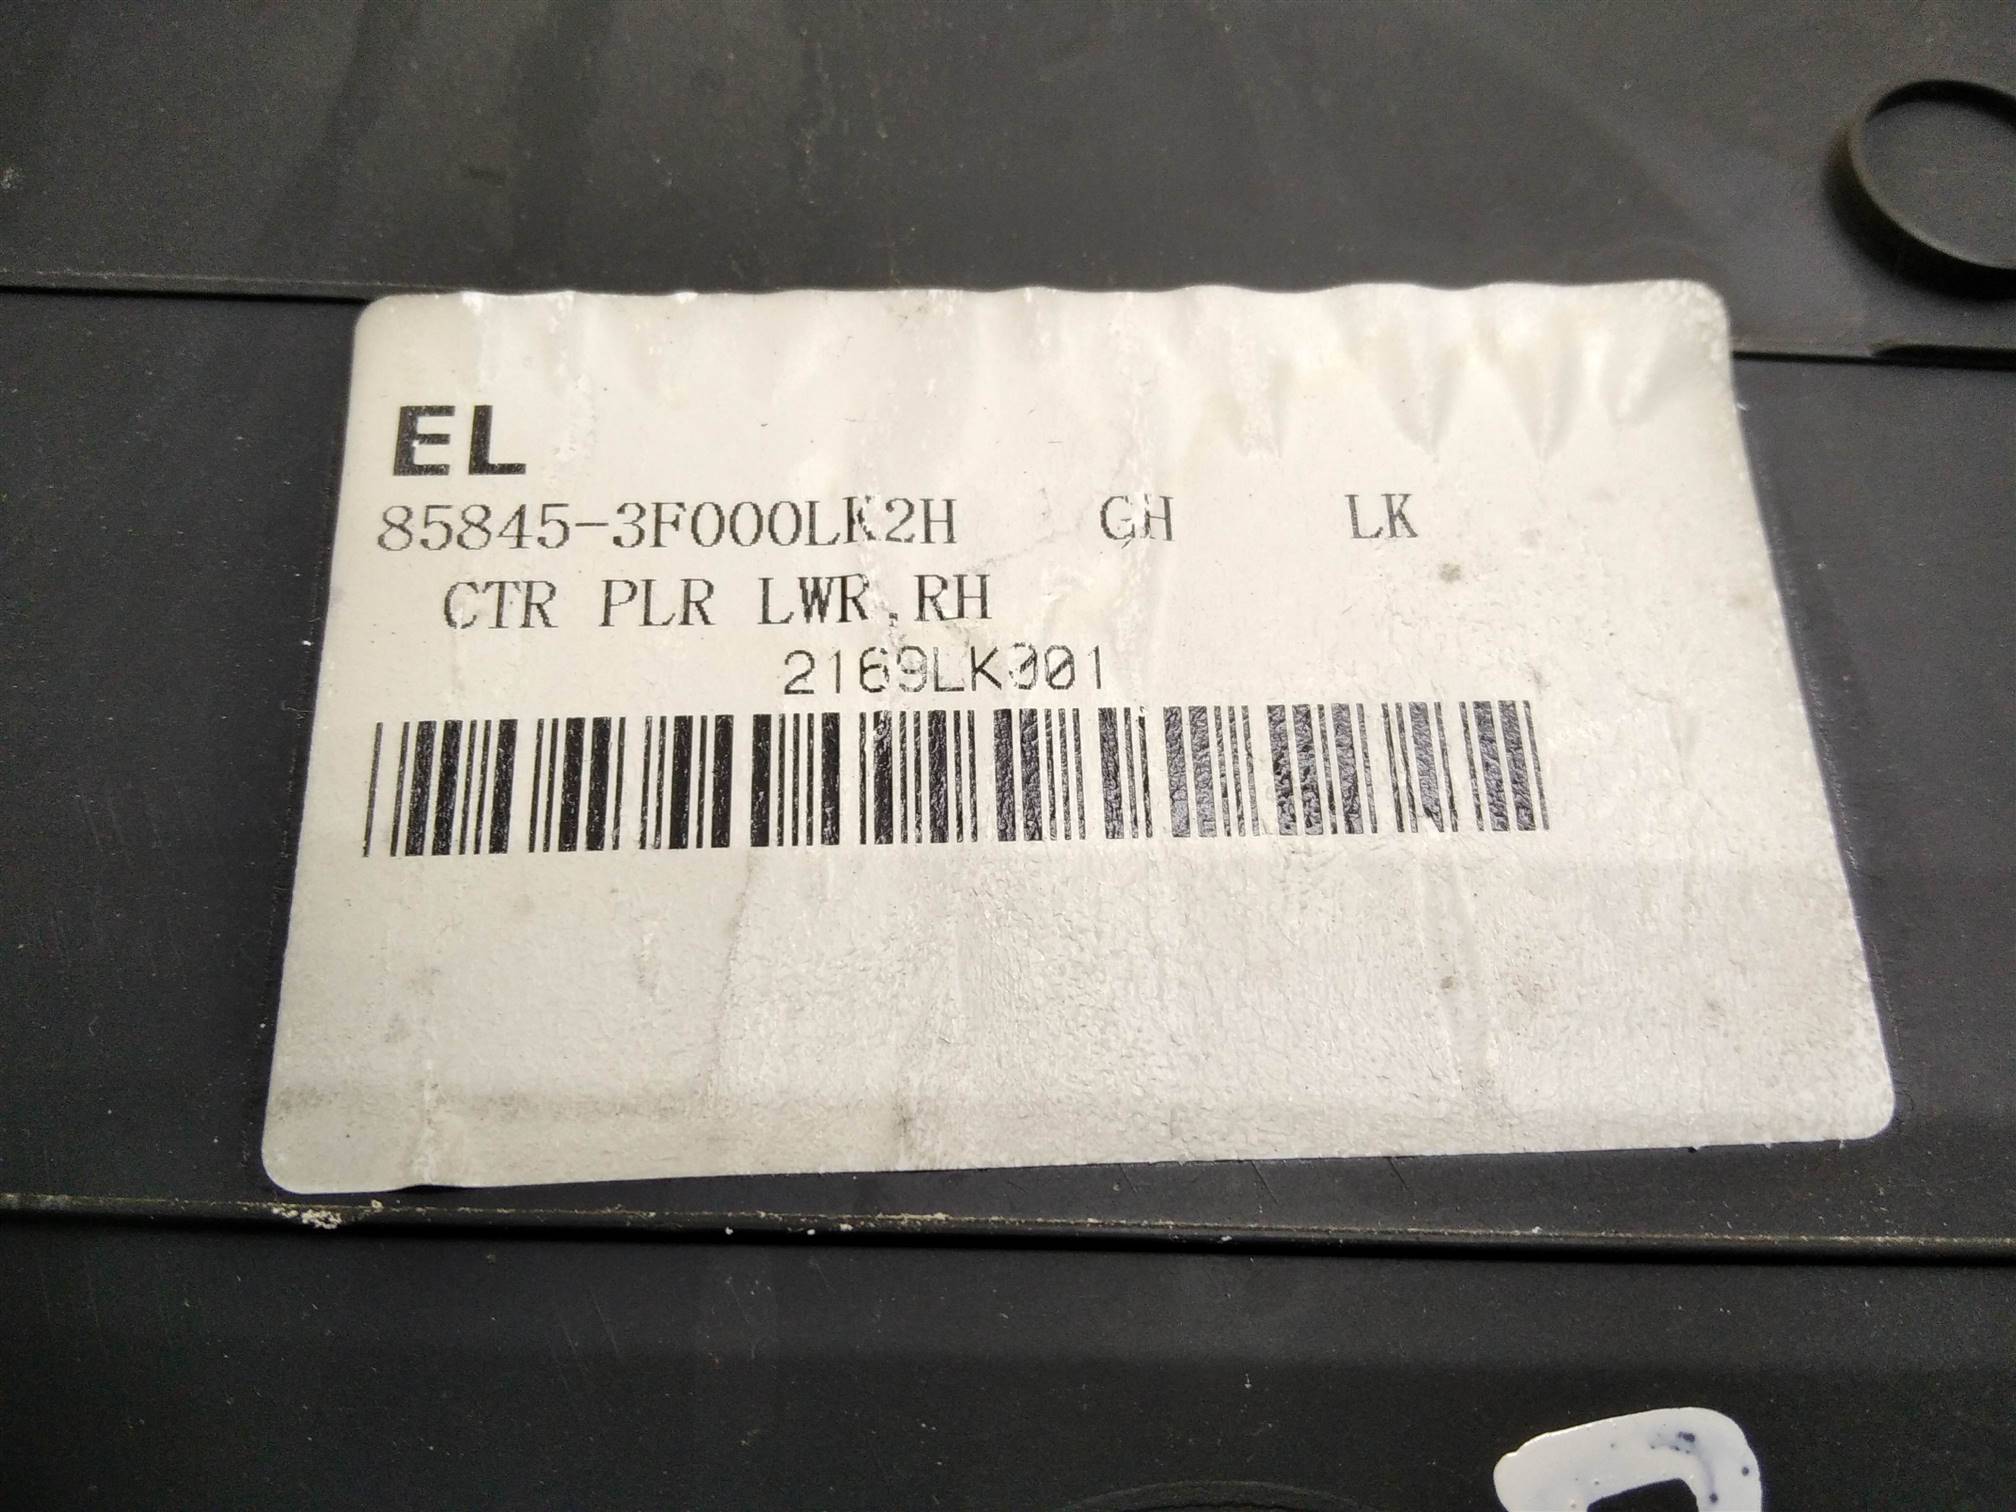 EL
85845-3F000LK2H GH LK
CTR PLR LWR,RH
2169LK001